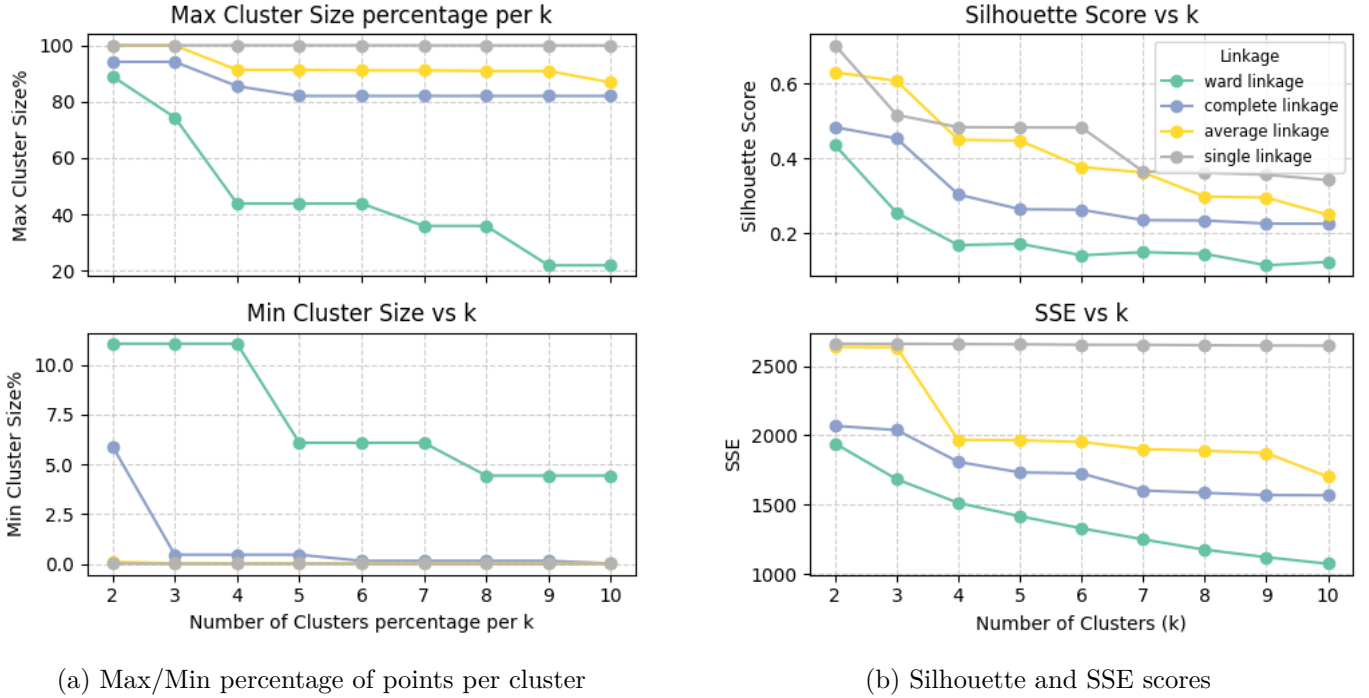 Max Cluster Size percentage per k
100
80
60
40
20
Max Cluster Size%
Min Cluster Size vs k
10.0
7.5
5.0
2.5
0.0
Min Cluster Size%
2 3 4 5 6 7 8 9 10
Number of Clusters percentage per k
(a) Max/Min percentage of points per cluster
Silhouette Score vs k
0.6
0.4
0.2
Silhouette Score
Linkage
ward linkage
complete linkage
average linkage
single linkage
SSE vs k
2500
2000
1500
1000
SSE
2 3 4 5 6 7 8 9 10
Number of Clusters (k)
(b) Silhouette and SSE scores